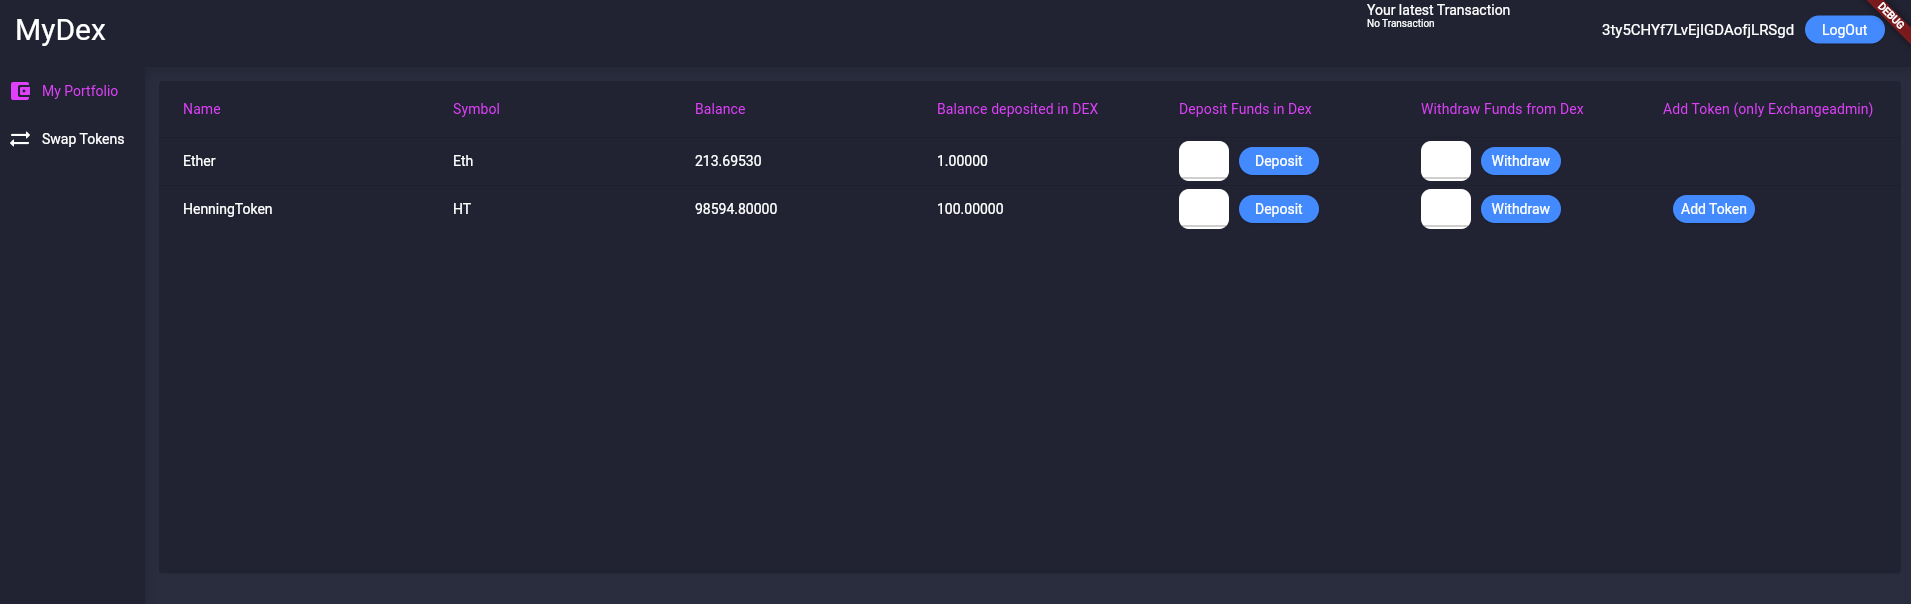 MyDex
Your latest Transaction
No Transaction
3ty5CHYf7LvEjIGDAofjLRSgd
LogOut
DEBUG
My Portfolio
Swap Tokens
Name Symbol Balance Balance deposited in DEX Deposit Funds in Dex Withdraw Funds from Dex Add Token (only Exchangeadmin)
Ether Eth 213.69530 1.00000 Deposit Withdraw
HenningToken HT 98594.80000 100.00000 Deposit Withdraw Add Token